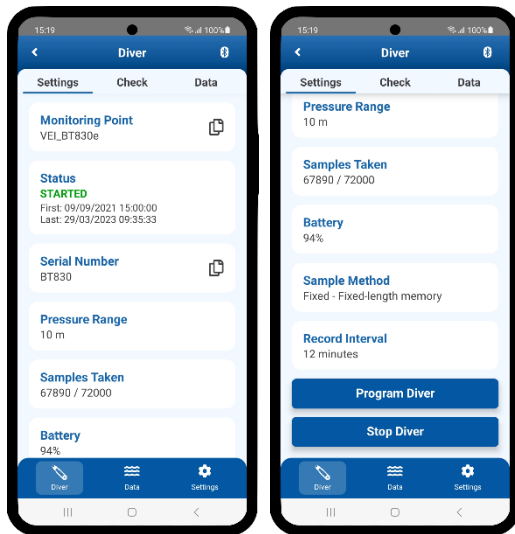 15:19
100%
Diver
Settings Check Data
Monitoring Point
VEI_BT830e
Status
STARTED
First: 09/09/2021 15:00:00
Last: 29/03/2023 09:35:33
Serial Number
BT830
Pressure Range
10 m
Samples Taken
67890 / 72000
Battery
94%
Diver Data Settings
15:19
100%
Diver
Settings Check Data
Pressure Range
10 m
Samples Taken
67890 / 72000
Battery
94%
Sample Method
Fixed - Fixed-length memory
Record Interval
12 minutes
Program Diver
Stop Diver
Diver Data Settings